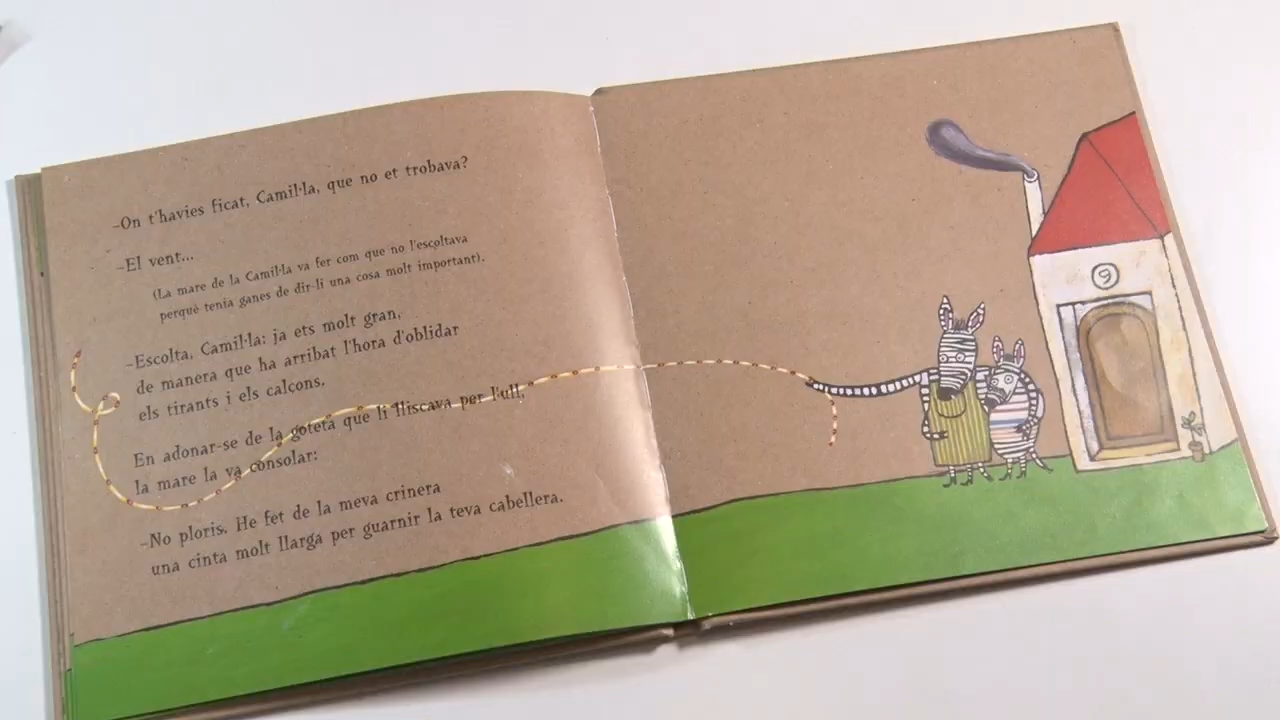 -On t'havies ficat, Camil·la, que no et trobava?
-El vent...
(La mare de la Camil·la va fer com que no l'escoltava
perquè tenia ganes de dir-li una cosa molt important).
-Escolta, Camil·la: ja ets molt gran,
de manera que ha arribat l'hora d'oblidar
els tirants i els calçons.
En adonar-se de la goteta que li lliscava per l'ull,
la mare la va consolar:
-No ploris. He fet de la meva crinera
una cinta molt llarga per guarnir la teva cabellera.
9